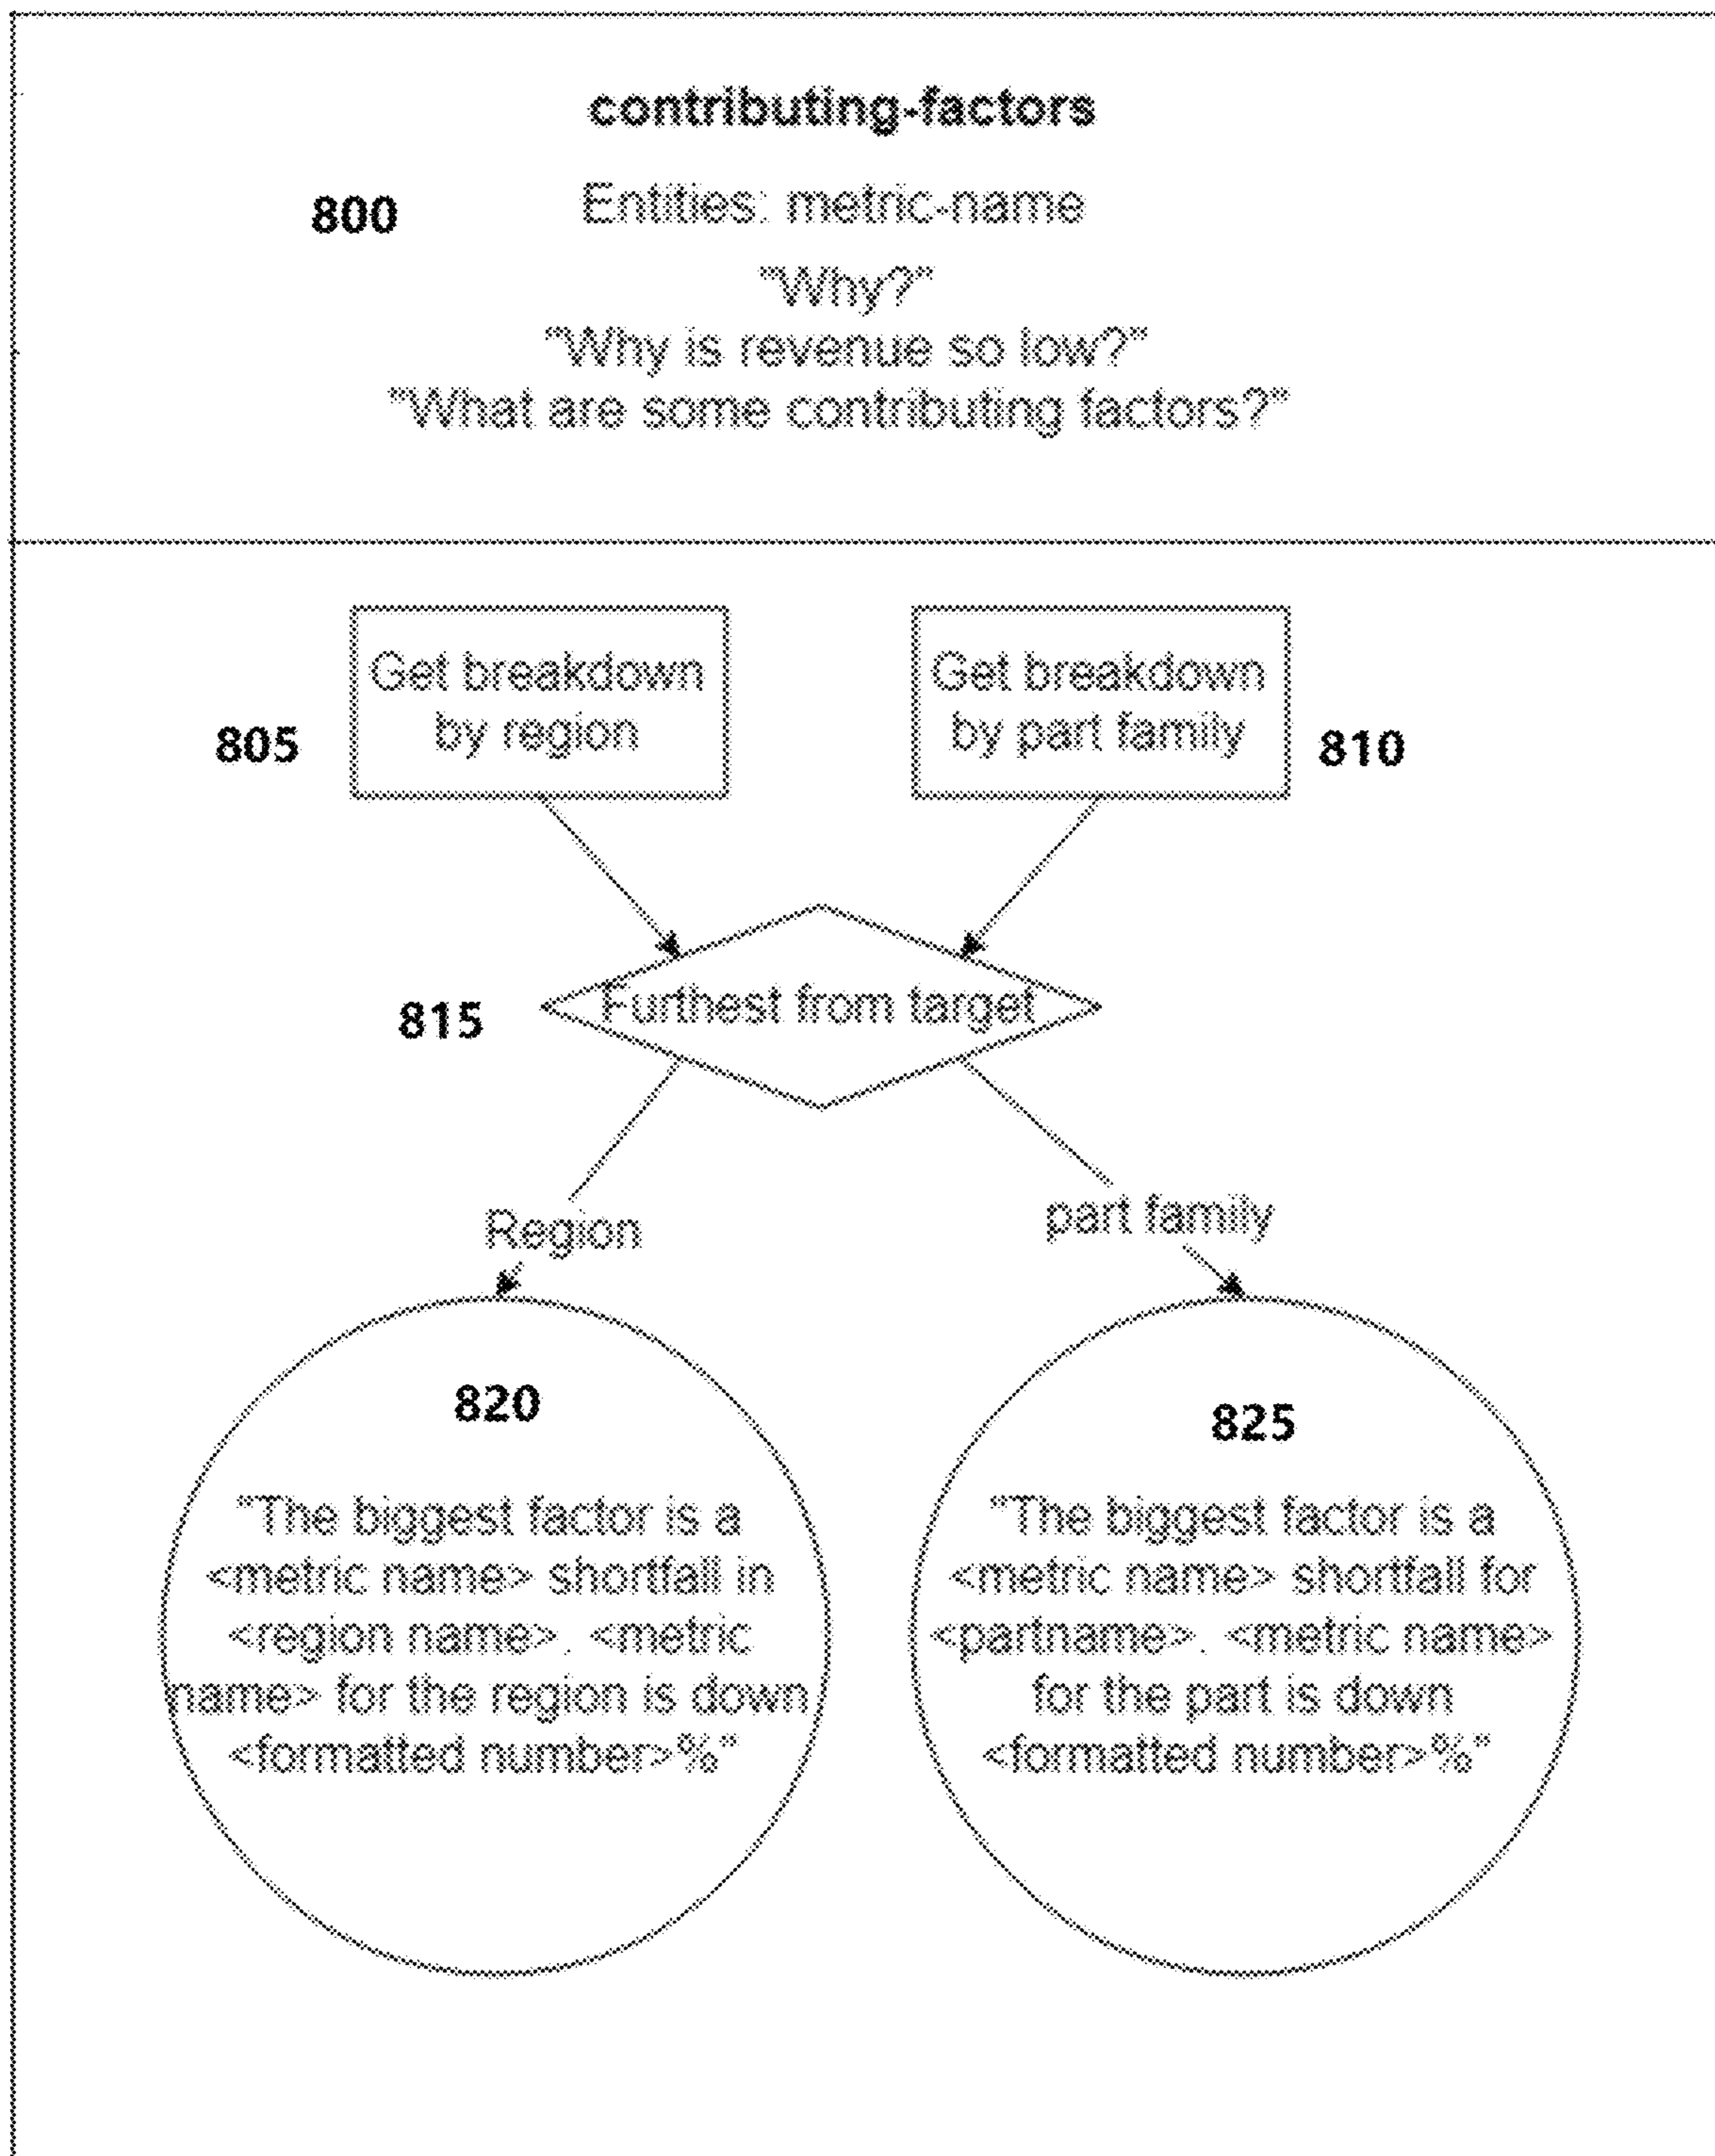 contributing-factors
800
Entities: metric-name
"Why?"
"Why is revenue so low?"
"What are some contributing factors?"
Get breakdown
by region
805
Get breakdown
by part family
810
815
Furthest from target
Region
part family
820
"The biggest factor is a
<metric name> shortfall in
<region name>. <metric
name> for the region is down
<formatted number>%"
825
"The biggest factor is a
<metric name> shortfall for
<partname>. <metric name>
for the part is down
<formatted number>%"